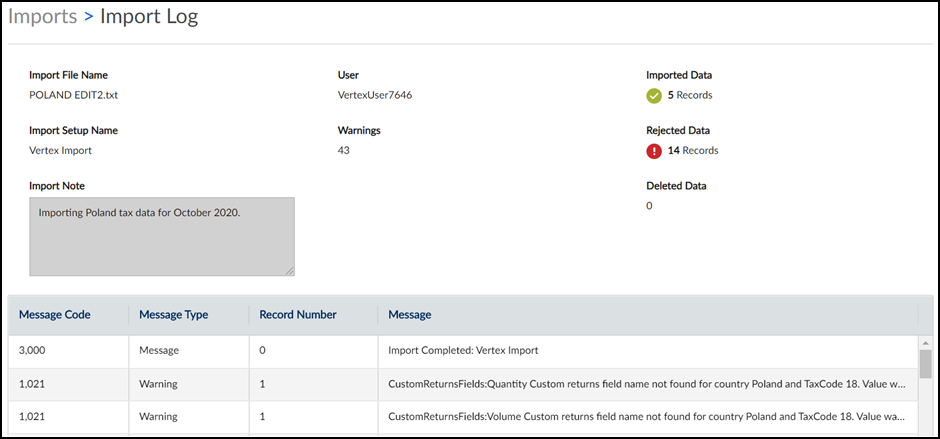 Imports > Import Log
Import File Name
User
Imported Data
POLAND EDIT2.txt
VertexUser7646
5 Records
Import Setup Name
Warnings
Rejected Data
Vertex Import
43
14 Records
Import Note
Deleted Data
Importing Poland tax data for October 2020.
0
Message Code Message Type Record Number Message
3,000 Message 0 Import Completed: Vertex Import
1,021 Warning 1 CustomReturnsFields:Quantity Custom returns field name not found for country Poland and TaxCode 18. Value w...
1,021 Warning 1 CustomReturnsFields:Volume Custom returns field name not found for country Poland and TaxCode 18. Value wa...